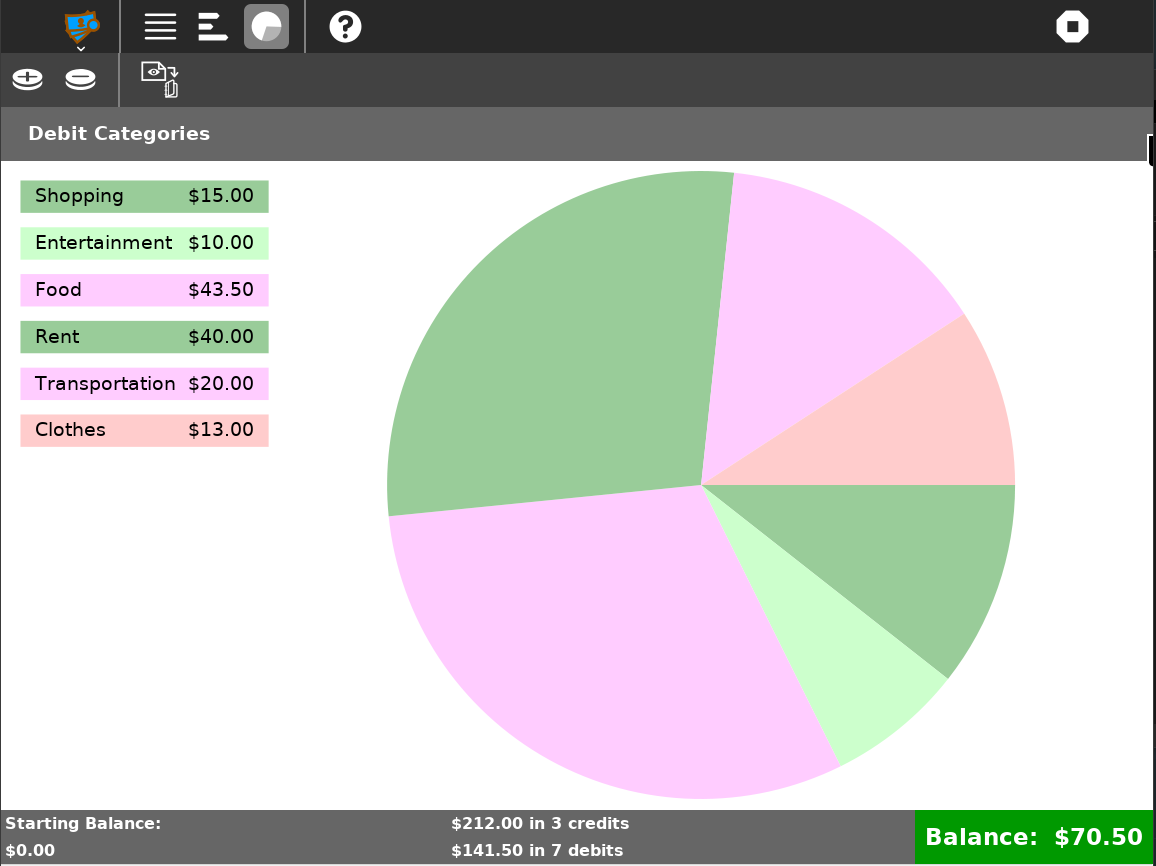 Debit Categories
Shopping $15.00
Entertainment $10.00
Food $43.50
Rent $40.00
Transportation $20.00
Clothes $13.00
Starting Balance:
$0.00
$212.00 in 3 credits
$141.50 in 7 debits
Balance: $70.50